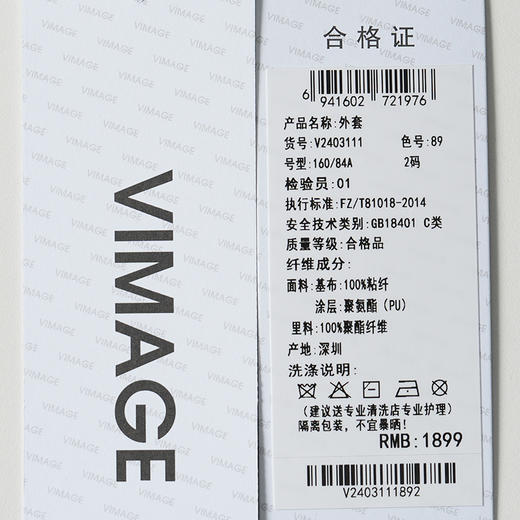 VIMAGE
合格证
6 941602 721976
产品名称:外套
货号:V2403111 色号:89
号型:160/84A 2码
检验员:01
执行标准:FZ/T81018-2014
安全技术类别:GB18401 C类
质量等级:合格品
纤维成分:
面料:基布:100%粘纤
涂层:聚氨酯(PU)
里料:100%聚酯纤维
产地:深圳
洗涤说明:
(建议送专业清洗店专业护理)
隔离包装,不宜暴晒!
RMB:1899
V2403111892